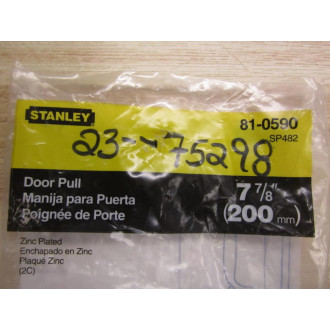 STANLEY
81-0590
SP482
23--75298
Door Pull
Manija para Puerta
Poignée de Porte
7 7/8"
(200 mm)
Zinc Plated
Enchapado en Zinc
Plaqué Zinc
(2C)